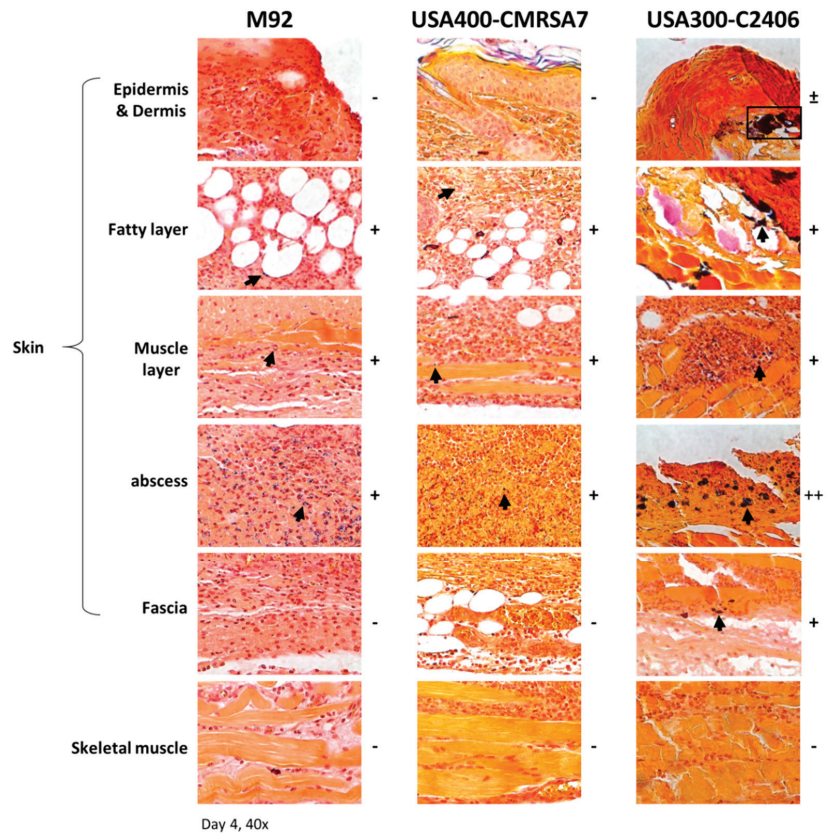 M92 USA400-CMRSA7 USA300-C2406
Epidermis
& Dermis
- - ±
Fatty layer + + +
Skin
Muscle
layer
+ + +
abscess + + ++
Fascia - - +
Skeletal muscle - - -
Day 4, 40x